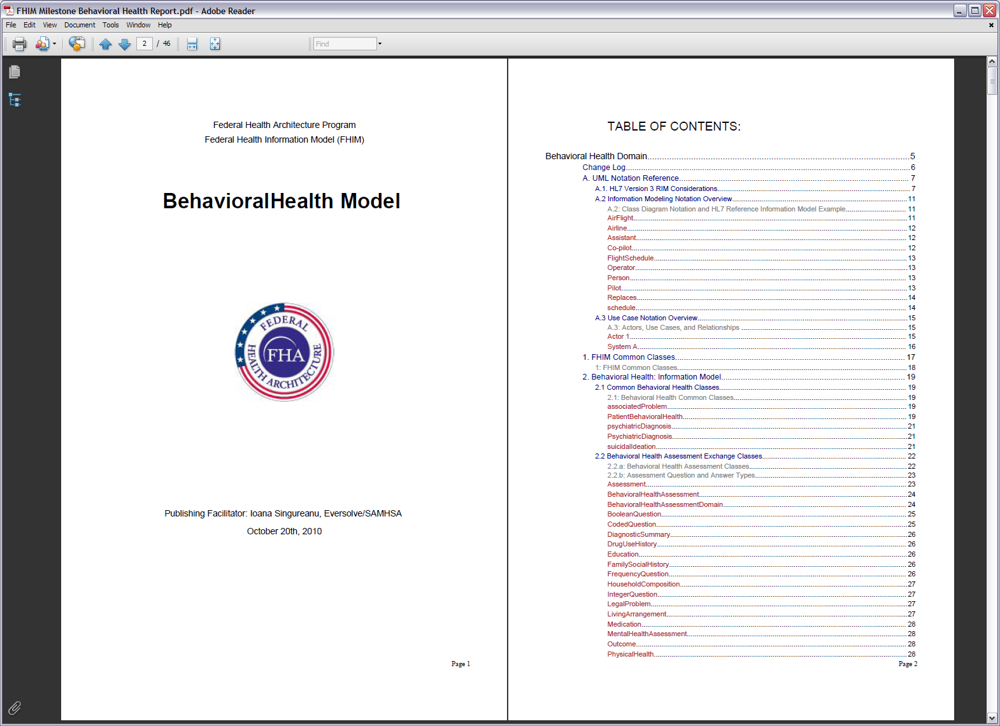 FHIM Milestone Behavioral Health Report.pdf - Adobe Reader
File Edit View Document Tools Window Help
2 / 46 Find
Federal Health Architecture Program
Federal Health Information Model (FHIM)
BehavioralHealth Model
FEDERAL
HEALTH ARCHITECTURE
FHA
Publishing Facilitator: Ioana Singureanu, Eversolve/SAMHSA
October 20th, 2010
Page 1
TABLE OF CONTENTS:
Behavioral Health Domain 5
Change Log 6
A. UML Notation Reference 7
A.1. HL7 Version 3 RIM Considerations 7
A.2 Information Modeling Notation Overview 11
A.2: Class Diagram Notation and HL7 Reference Information Model Example 11
AirFlight 11
Airline 12
Assistant 12
Co-pilot 12
FlightSchedule 13
Operator 13
Person 13
Pilot 13
Replaces 14
schedule 14
A.3 Use Case Notation Overview 15
A.3: Actors, Use Cases, and Relationships 15
Actor 1 15
System A 16
1. FHIM Common Classes 17
1: FHIM Common Classes 18
2. Behavioral Health: Information Model 19
2.1 Common Behavioral Health Classes 19
2.1: Behavioral Health Common Classes 19
associatedProblem 19
PatientBehavioralHealth 19
psychiatricDiagnosis 21
PsychiatricDiagnosis 21
suicidalIdeation 21
2.2 Behavioral Health Assessment Exchange Classes 22
2.2.a: Behavioral Health Assessment Classes 22
2.2.b: Assessment Question and Answer Types 23
Assessment 23
BehavioralHealthAssessment 24
BehavioralHealthAssessmentDomain 24
BooleanQuestion 25
CodedQuestion 25
DiagnosticSummary 26
DrugUseHistory 26
Education 26
FamilySocialHistory 26
FrequencyQuestion 26
HouseholdComposition 27
IntegerQuestion 27
LegalProblem 27
LivingArrangement 27
Medication 28
MentalHealthAssessment 28
Outcome 28
PhysicalHealth 28
Page 2